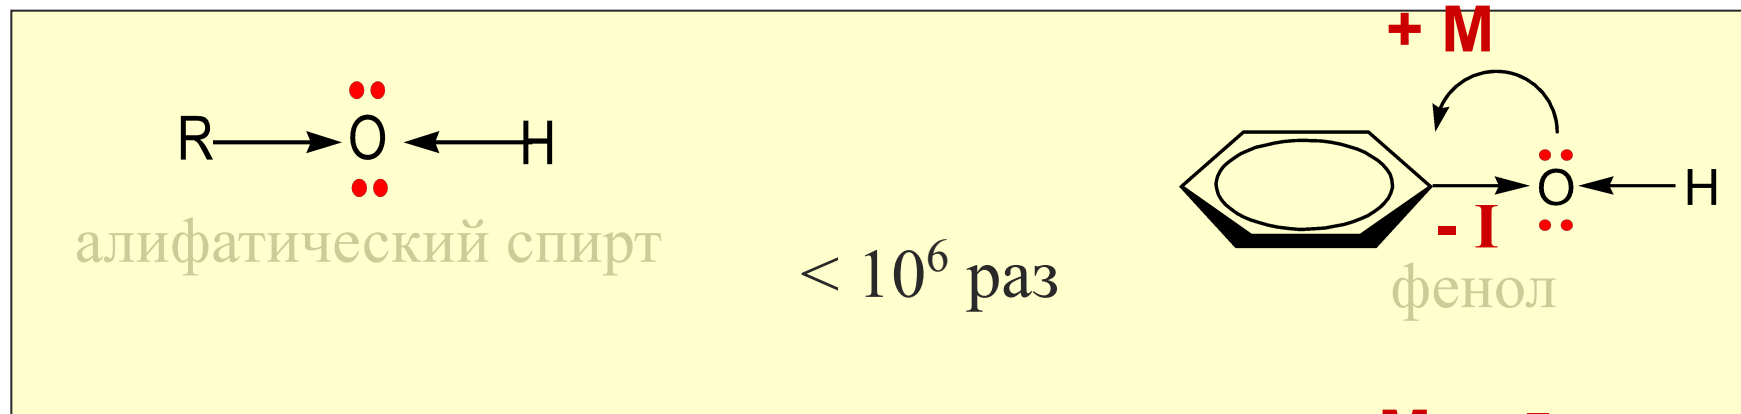 + M
R O H
O H
- I
алифатический спирт
< 10⁶ раз
фенол